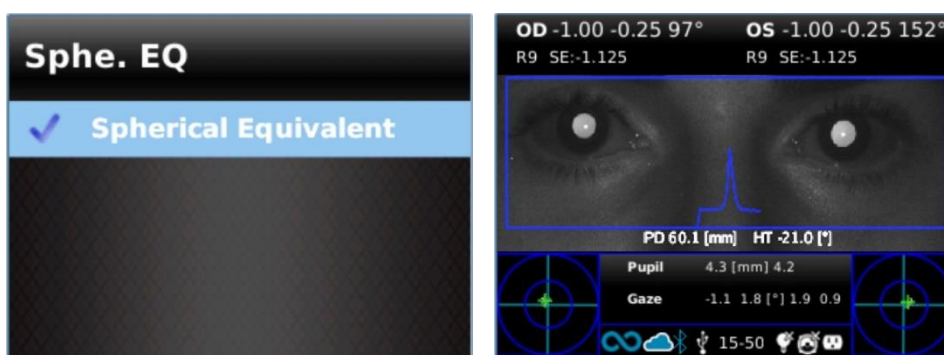 Sphe. EQ
Spherical Equivalent
OD -1.00 -0.25 97° OS -1.00 -0.25 152°
R9 SE:-1.125 R9 SE:-1.125
PD 60.1 [mm] HT -21.0 [°]
Pupil 4.3 [mm] 4.2
Gaze -1.1 1.8 [°] 1.9 0.9
15-50